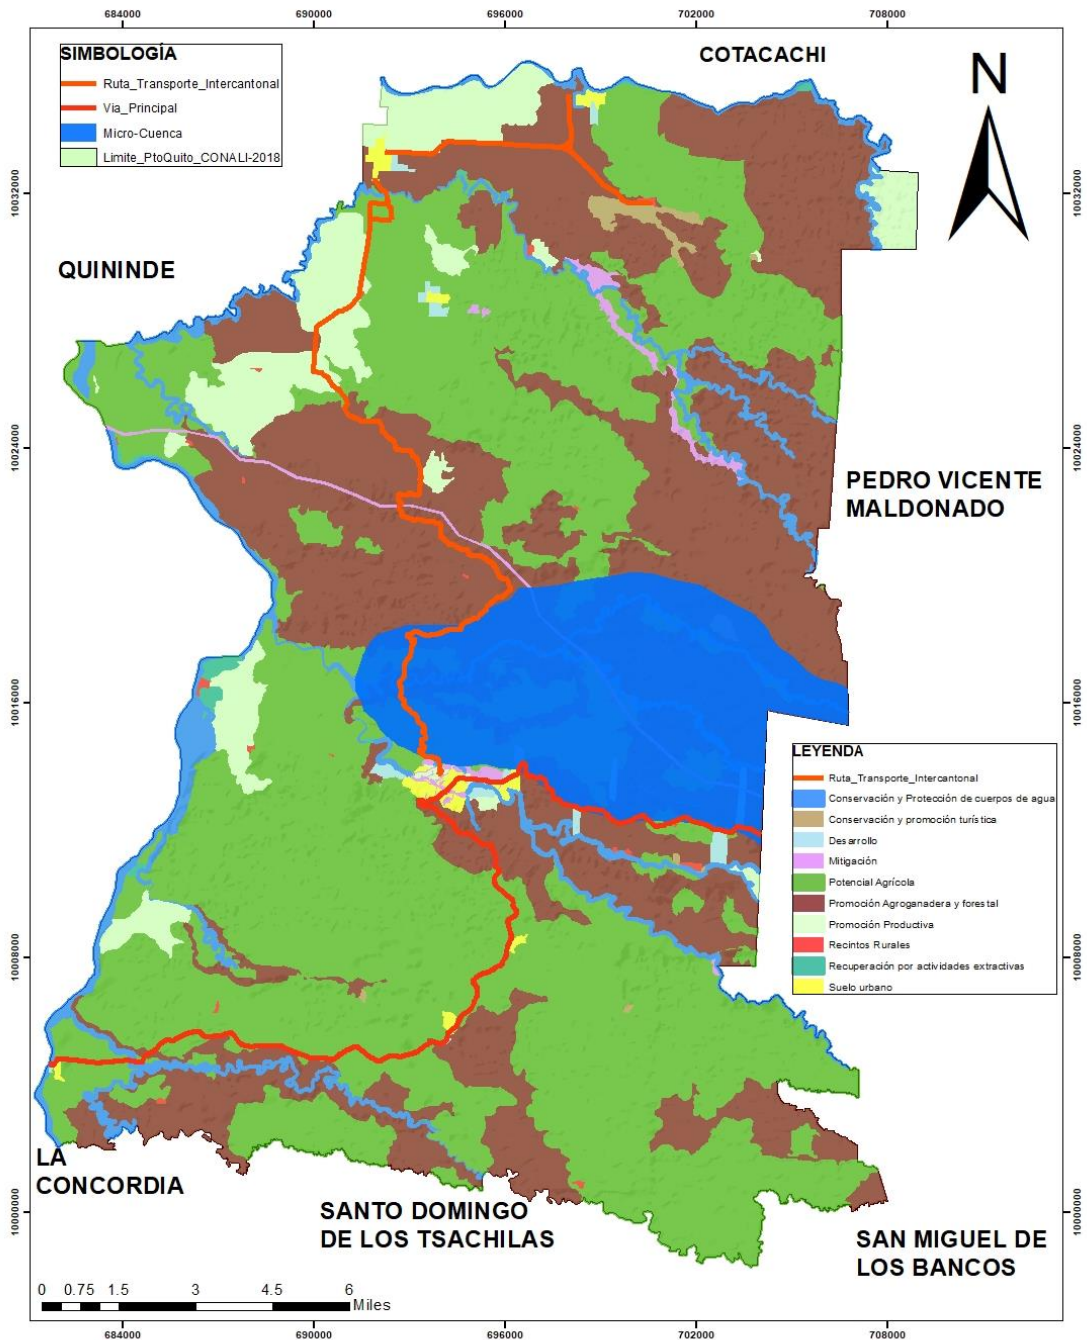 684000 690000 696000 702000 708000
COTACACHI
SIMBOLOGÍA
Ruta_Transporte_Intercantonal
Via_Principal
Micro-Cuenca
Limite_PtoQuito_CONALI-2018
N
10032000 10032000
QUININDE
10024000 10024000
PEDRO VICENTE
MALDONADO
10016000 10016000
LEYENDA
Ruta_Transporte_Intercantonal
Conservación y Protección de cuerpos de agua
Conservación y promoción turística
Desarrollo
Mitigación
Potencial Agrícola
Promoción Agroganadera y forestal
Promoción Productiva
Recintos Rurales
Recuperación por actividades extractivas
Suelo urbano
10008000 10008000
LA
CONCORDIA
SANTO DOMINGO
DE LOS TSACHILAS
10000000 10000000
SAN MIGUEL DE
LOS BANCOS
0 0.75 1.5 3 4.5 6
Miles
684000 690000 696000 702000 708000